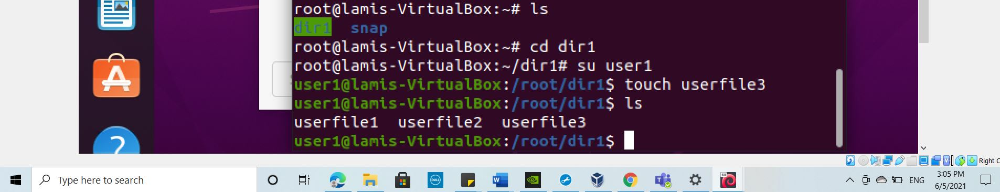 root@lamis-VirtualBox:~# ls
dir1  snap
root@lamis-VirtualBox:~# cd dir1
root@lamis-VirtualBox:~/dir1# su user1
user1@lamis-VirtualBox:/root/dir1$ touch userfile3
user1@lamis-VirtualBox:/root/dir1$ ls
userfile1  userfile2  userfile3
user1@lamis-VirtualBox:/root/dir1$
Right C
Type here to search
DELL
64
ENG
3:05 PM
6/5/2021